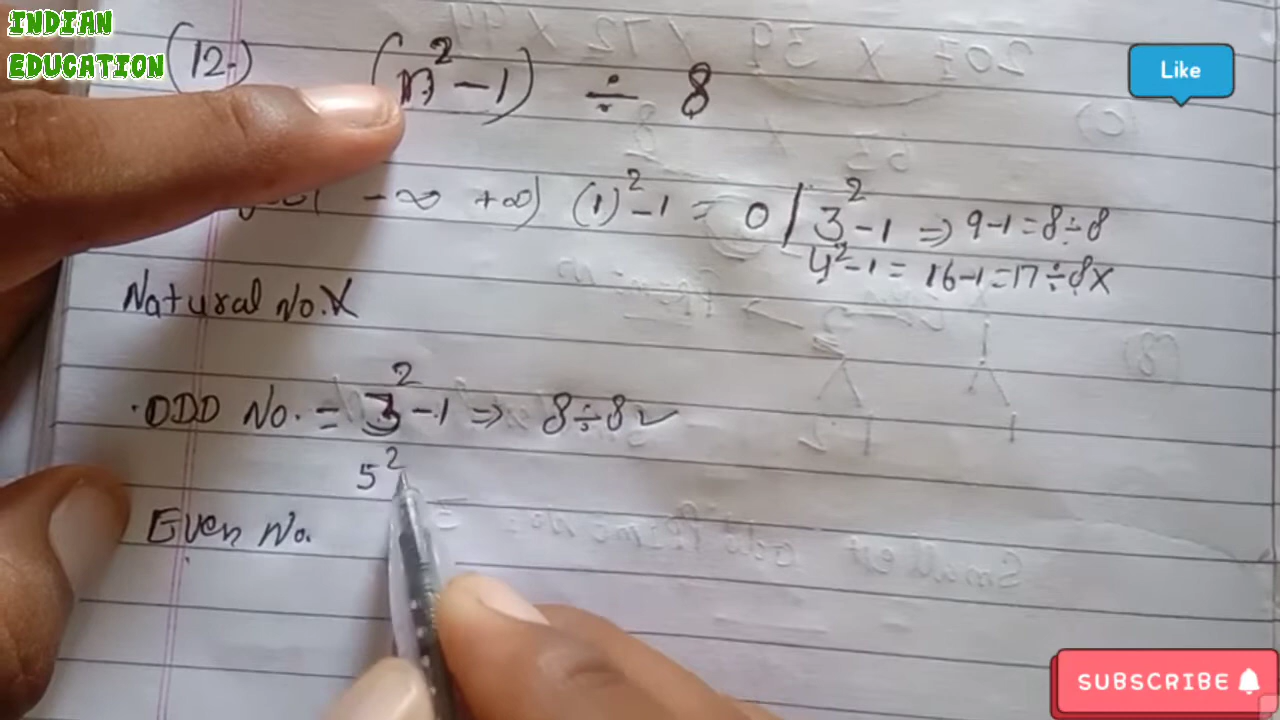 INDIAN
EDUCATION
(12.) (n² - 1) ÷ 8
Like
- ∞ +∞) (1)² - 1 = 0 | 3² - 1 ⇒ 9 - 1 = 8 ÷ 8
4² - 1 = 16 - 1 = 17 ÷ 8 X
Natural No. X
ODD No. = 3² - 1 ⇒ 8 ÷ 8 ✓
5²
Even No.
SUBSCRIBE